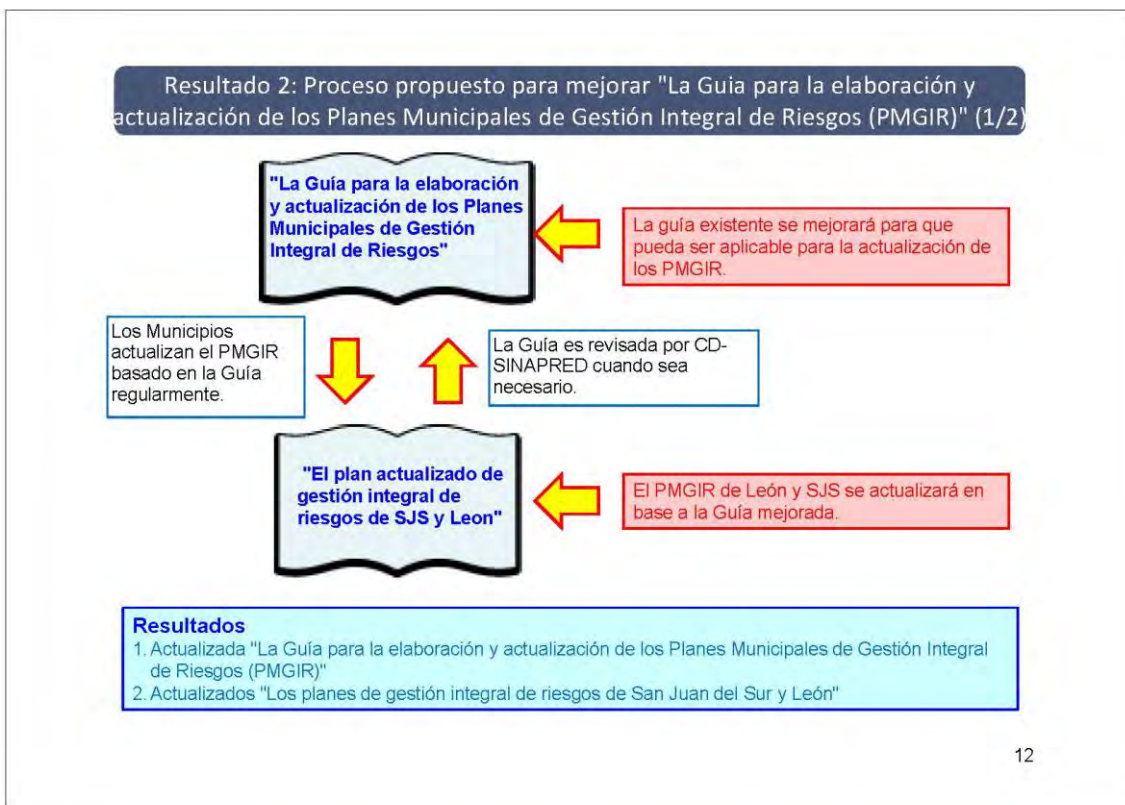 Resultado 2: Proceso propuesto para mejorar "La Guia para la elaboración y
actualización de los Planes Municipales de Gestión Integral de Riesgos (PMGIR)" (1/2)
"La Guía para la elaboración
y actualización de los Planes
Municipales de Gestión
Integral de Riesgos"
La guía existente se mejorará para que
pueda ser aplicable para la actualización de
los PMGIR.
Los Municipios
actualizan el PMGIR
basado en la Guía
regularmente.
La Guía es revisada por CD-
SINAPRED cuando sea
necesario.
"El plan actualizado de
gestión integral de
riesgos de SJS y Leon"
El PMGIR de León y SJS se actualizará en
base a la Guía mejorada.
Resultados
1. Actualizada "La Guía para la elaboración y actualización de los Planes Municipales de Gestión Integral
de Riesgos (PMGIR)"
2. Actualizados "Los planes de gestión integral de riesgos de San Juan del Sur y León"
12